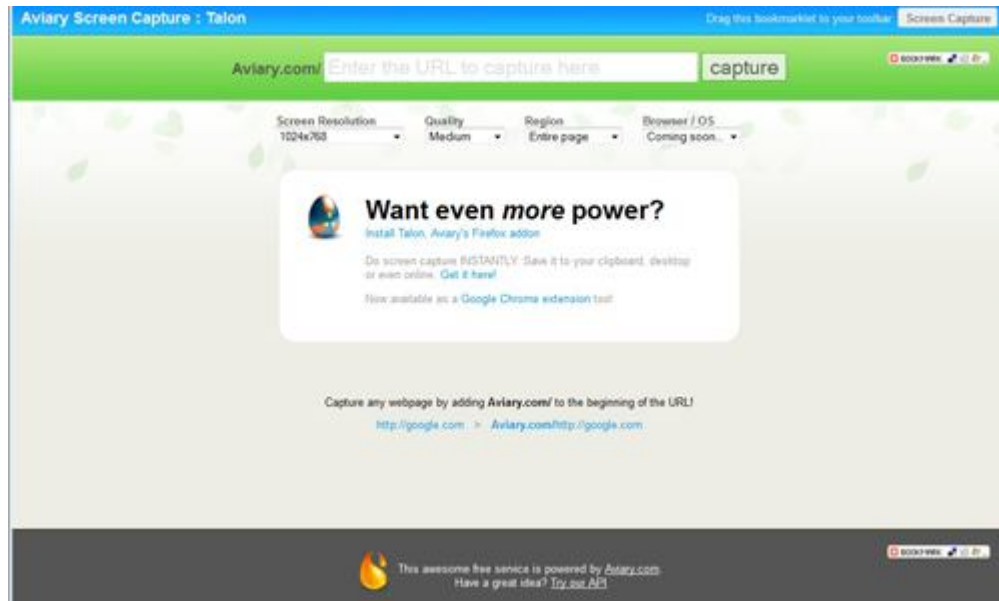 Aviary Screen Capture : Talon
Drag this bookmarklet to your toolbar Screen Capture
Aviary.com/ Enter the URL to capture here capture
BOOKMARK
Screen Resolution Quality Region Browser / OS
1024x768 Medium Entire page Coming soon...
Want even more power?
Install Talon, Aviary's Firefox addon
Do screen capture INSTANTLY. Save it to your clipboard, desktop
or even online. Get it here!
Now available as a Google Chrome extension too!
Capture any webpage by adding Aviary.com/ to the beginning of the URL!
http://google.com > Aviary.com/http://google.com
BOOKMARK
This awesome free service is powered by Aviary.com.
Have a great idea? Try our API